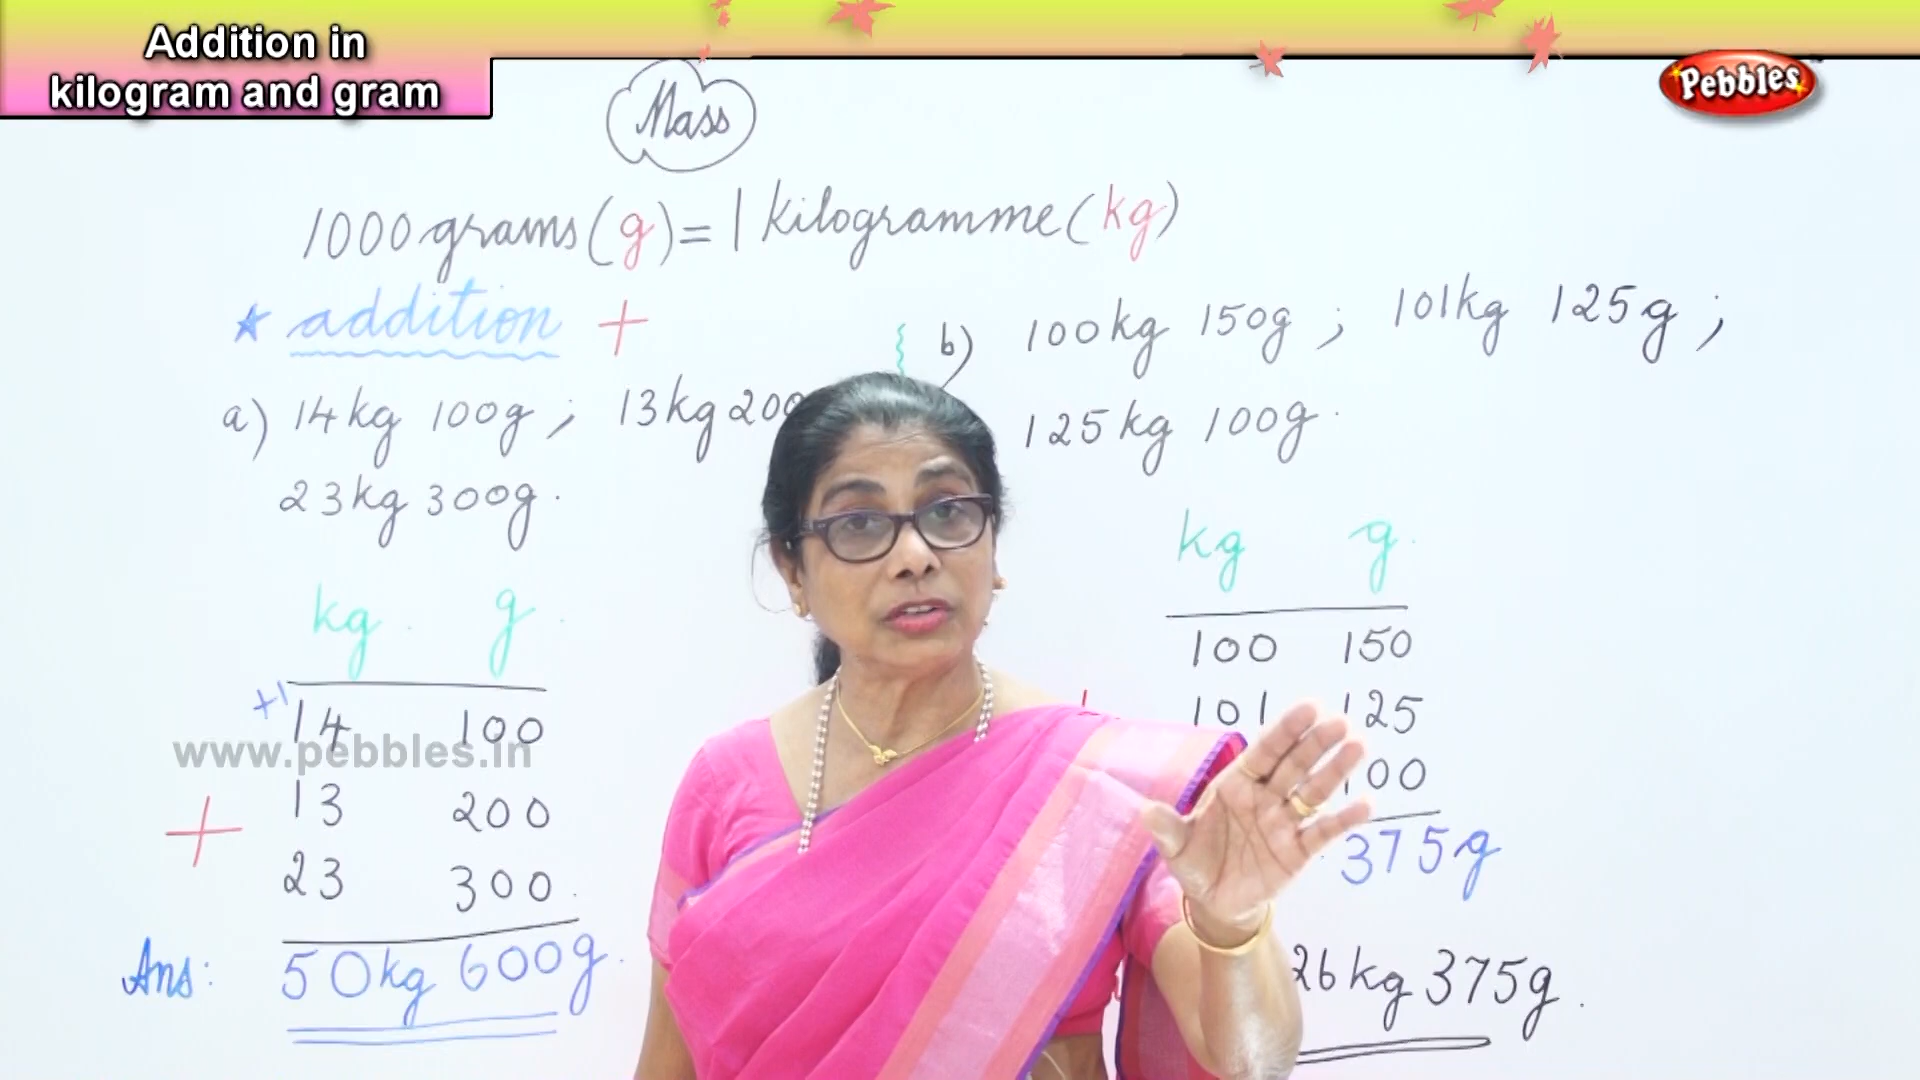 Addition in
kilogram and gram
Pebbles
Mass
1000 grams (g) = 1 kilogramme (kg)
★ addition +
a) 14kg 100g ; 13kg 200
23kg 300g.
kg. g.
+1
14 100
13 200
+
23 300.
Ans: 50kg 600g.
www.pebbles.in
b) 100kg 150g ; 101kg 125g ;
125kg 100g.
kg g.
100 150
101 125
00
375g
26kg 375g.